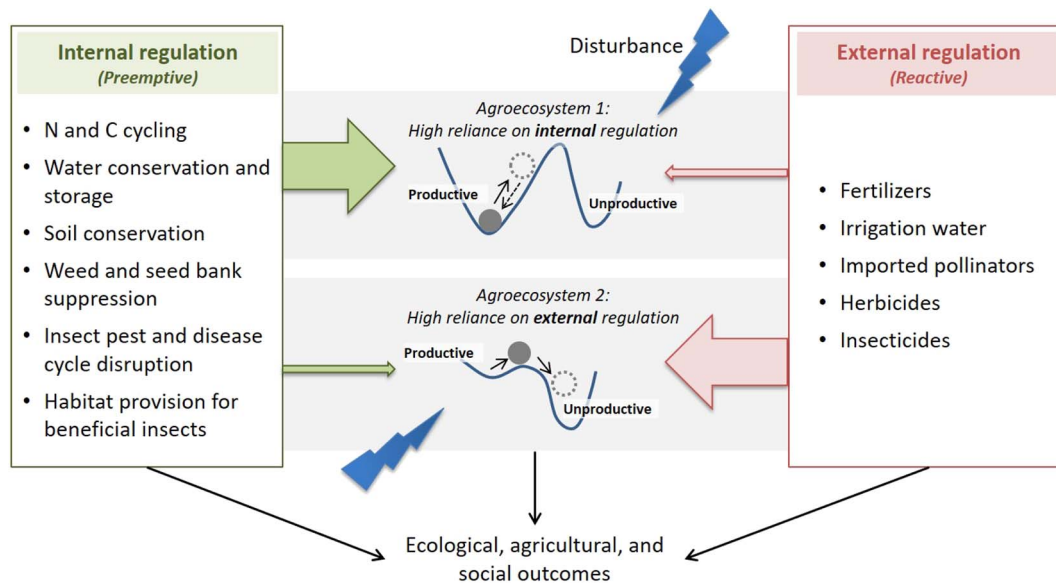 Internal regulation
(Preemptive)
• N and C cycling
• Water conservation and
storage
• Soil conservation
• Weed and seed bank
suppression
• Insect pest and disease
cycle disruption
• Habitat provision for
beneficial insects
Disturbance
Agroecosystem 1:
High reliance on internal regulation
Productive
Unproductive
Agroecosystem 2:
High reliance on external regulation
Productive
Unproductive
External regulation
(Reactive)
• Fertilizers
• Irrigation water
• Imported pollinators
• Herbicides
• Insecticides
Ecological, agricultural, and
social outcomes